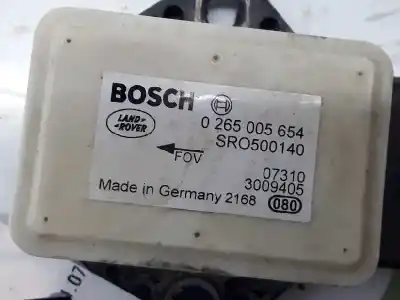 BOSCH
LAND-
-ROVER
0 265 005 654
SRO500140
FOV
07310
3009405
Made in Germany 2168
080